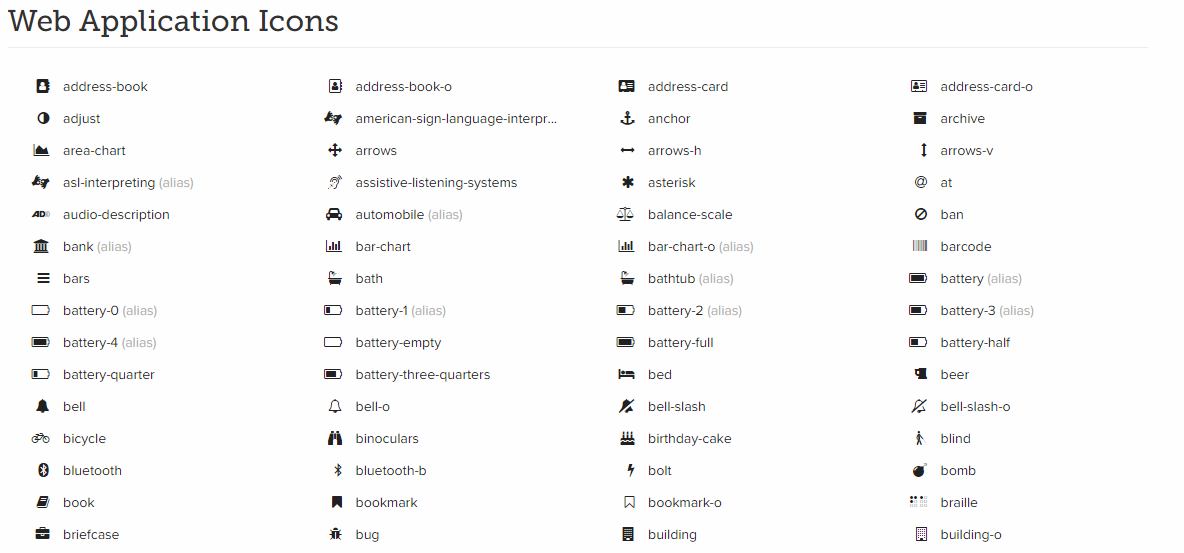 Web Application Icons
address-book address-book-o address-card address-card-o
adjust american-sign-language-interpr... anchor archive
area-chart arrows arrows-h arrows-v
asl-interpreting (alias) assistive-listening-systems asterisk at
audio-description automobile (alias) balance-scale ban
bank (alias) bar-chart bar-chart-o (alias) barcode
bars bath bathtub (alias) battery (alias)
battery-0 (alias) battery-1 (alias) battery-2 (alias) battery-3 (alias)
battery-4 (alias) battery-empty battery-full battery-half
battery-quarter battery-three-quarters bed beer
bell bell-o bell-slash bell-slash-o
bicycle binoculars birthday-cake blind
bluetooth bluetooth-b bolt bomb
book bookmark bookmark-o braille
briefcase bug building building-o